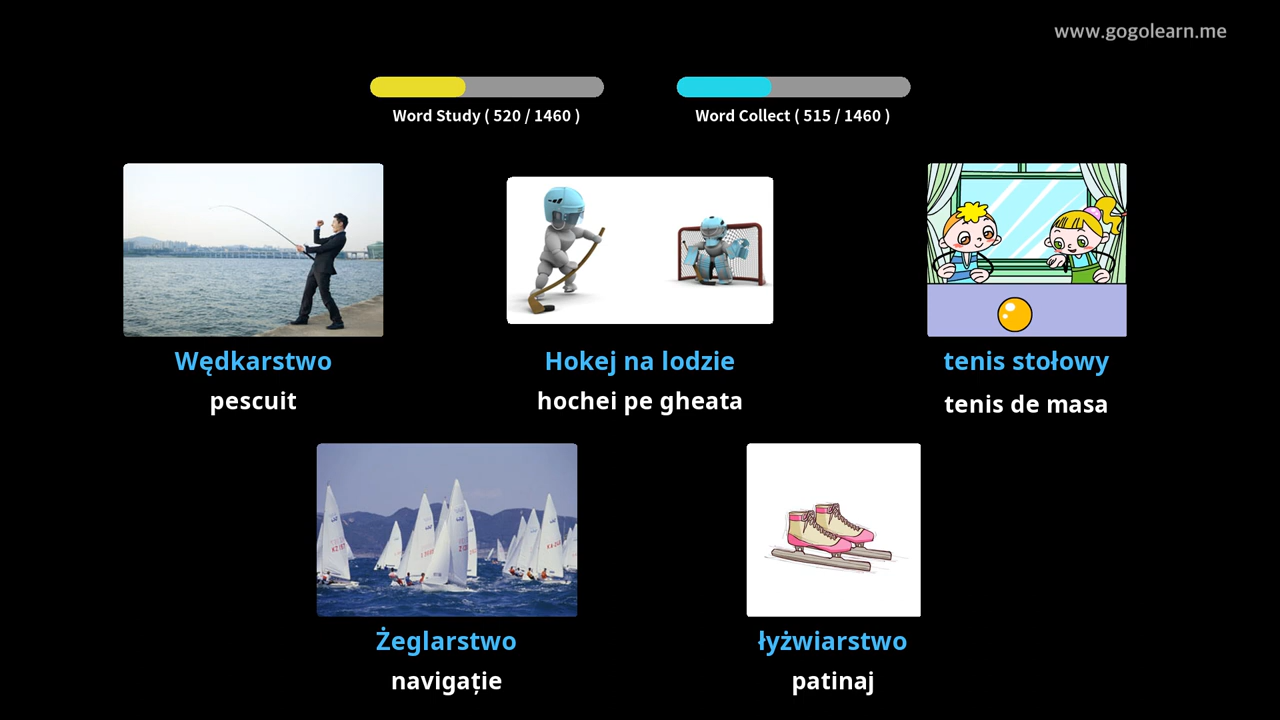 www.gogolearn.me
Word Study ( 520 / 1460 )
Word Collect ( 515 / 1460 )
Wędkarstwo
pescuit
Hokej na lodzie
hochei pe gheata
tenis stołowy
tenis de masa
Żeglarstwo
navigație
łyżwiarstwo
patinaj